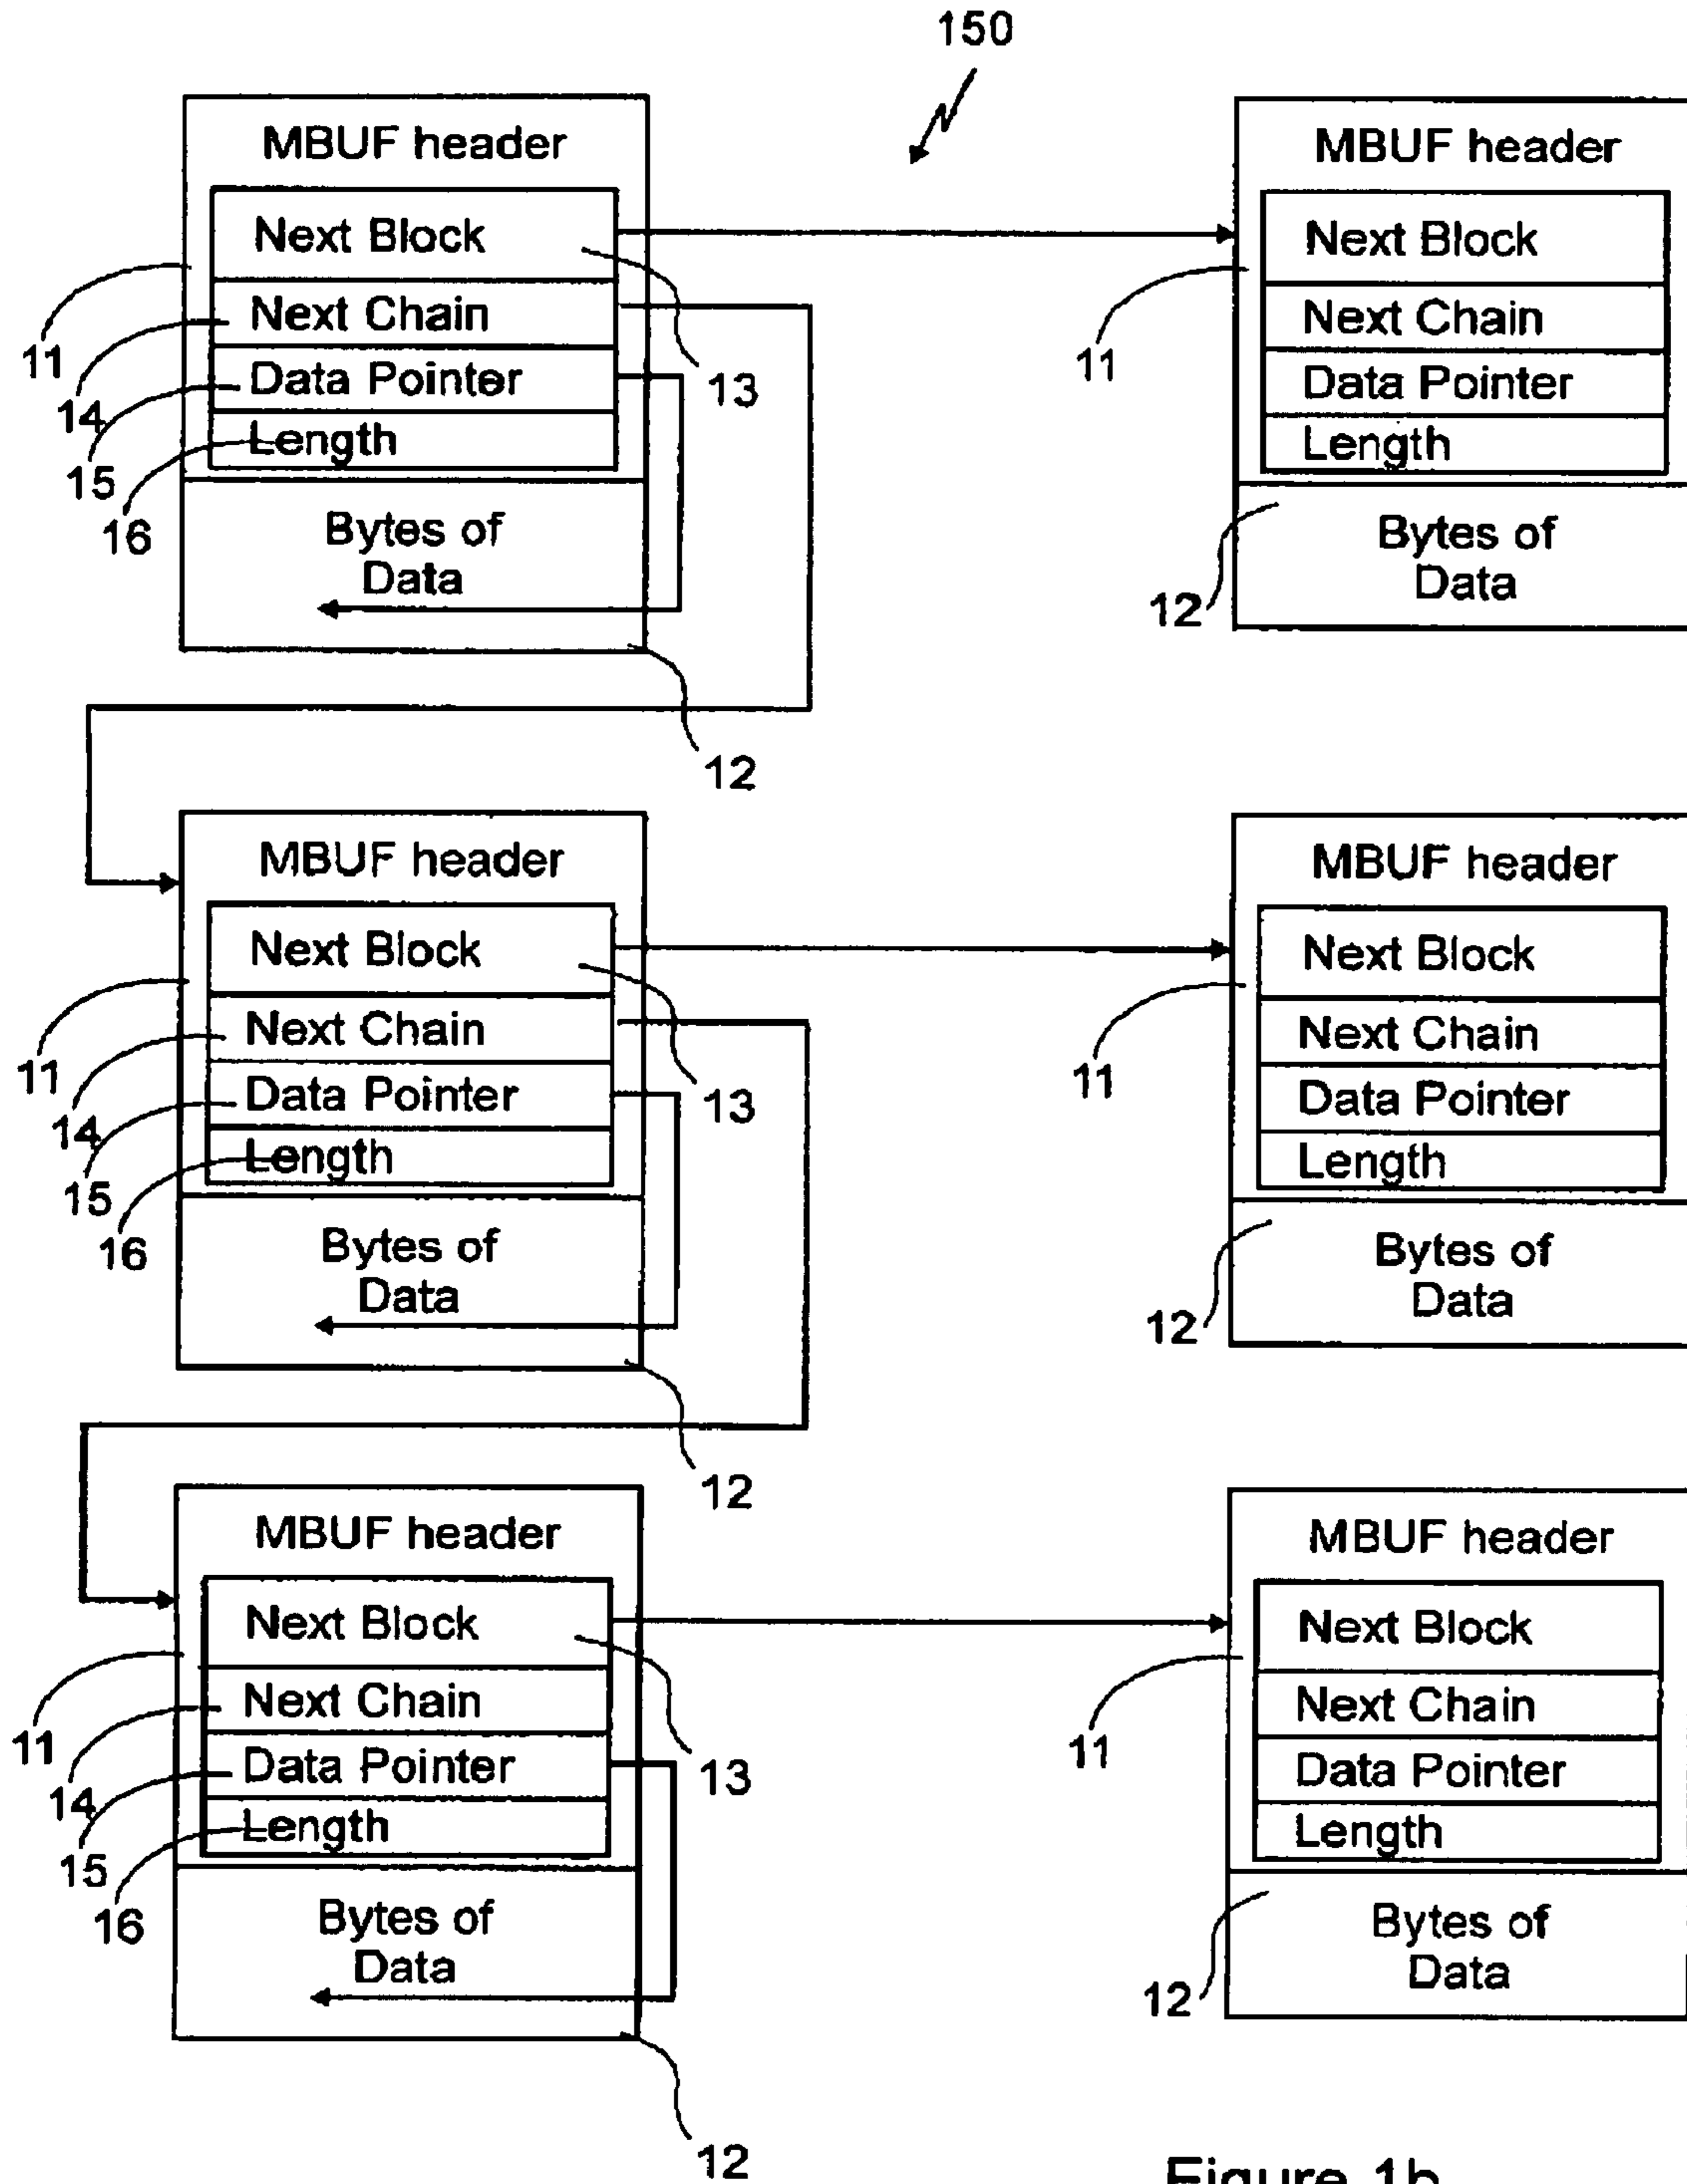 150
MBUF header
Next Block
Next Chain
Data Pointer
Length
Bytes of
Data
11
14
15
16
13
12
MBUF header
Next Block
Next Chain
Data Pointer
Length
Bytes of
Data
11
12
MBUF header
Next Block
Next Chain
Data Pointer
Length
Bytes of
Data
11
14
15
16
13
12
MBUF header
Next Block
Next Chain
Data Pointer
Length
Bytes of
Data
11
12
MBUF header
Next Block
Next Chain
Data Pointer
Length
Bytes of
Data
11
14
15
16
13
12
MBUF header
Next Block
Next Chain
Data Pointer
Length
Bytes of
Data
11
12
Figure 1b